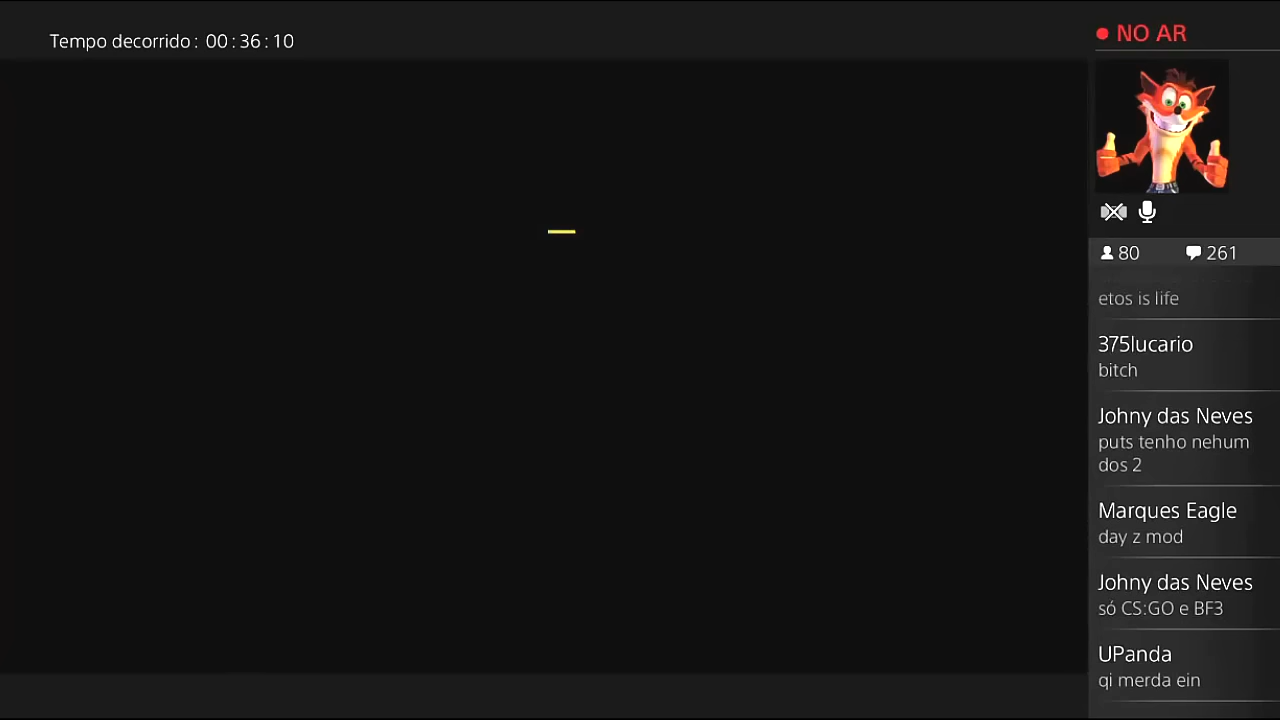 Tempo decorrido: 00:36:10
NO AR
80
261
etos is life
375lucario
bitch
Johny das Neves
puts tenho nehum
dos 2
Marques Eagle
day z mod
Johny das Neves
só CS:GO e BF3
UPanda
qi merda ein